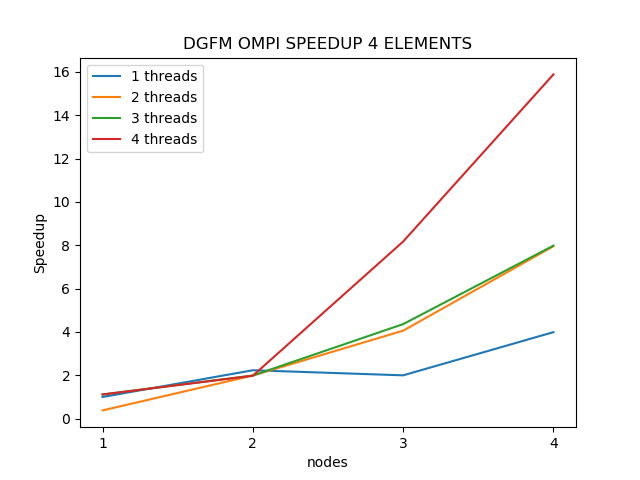 DGFM OMPI SPEEDUP 4 ELEMENTS
1 threads
2 threads
3 threads
4 threads
16
14
12
10
8
6
4
2
0
Speedup
1 2 3 4
nodes